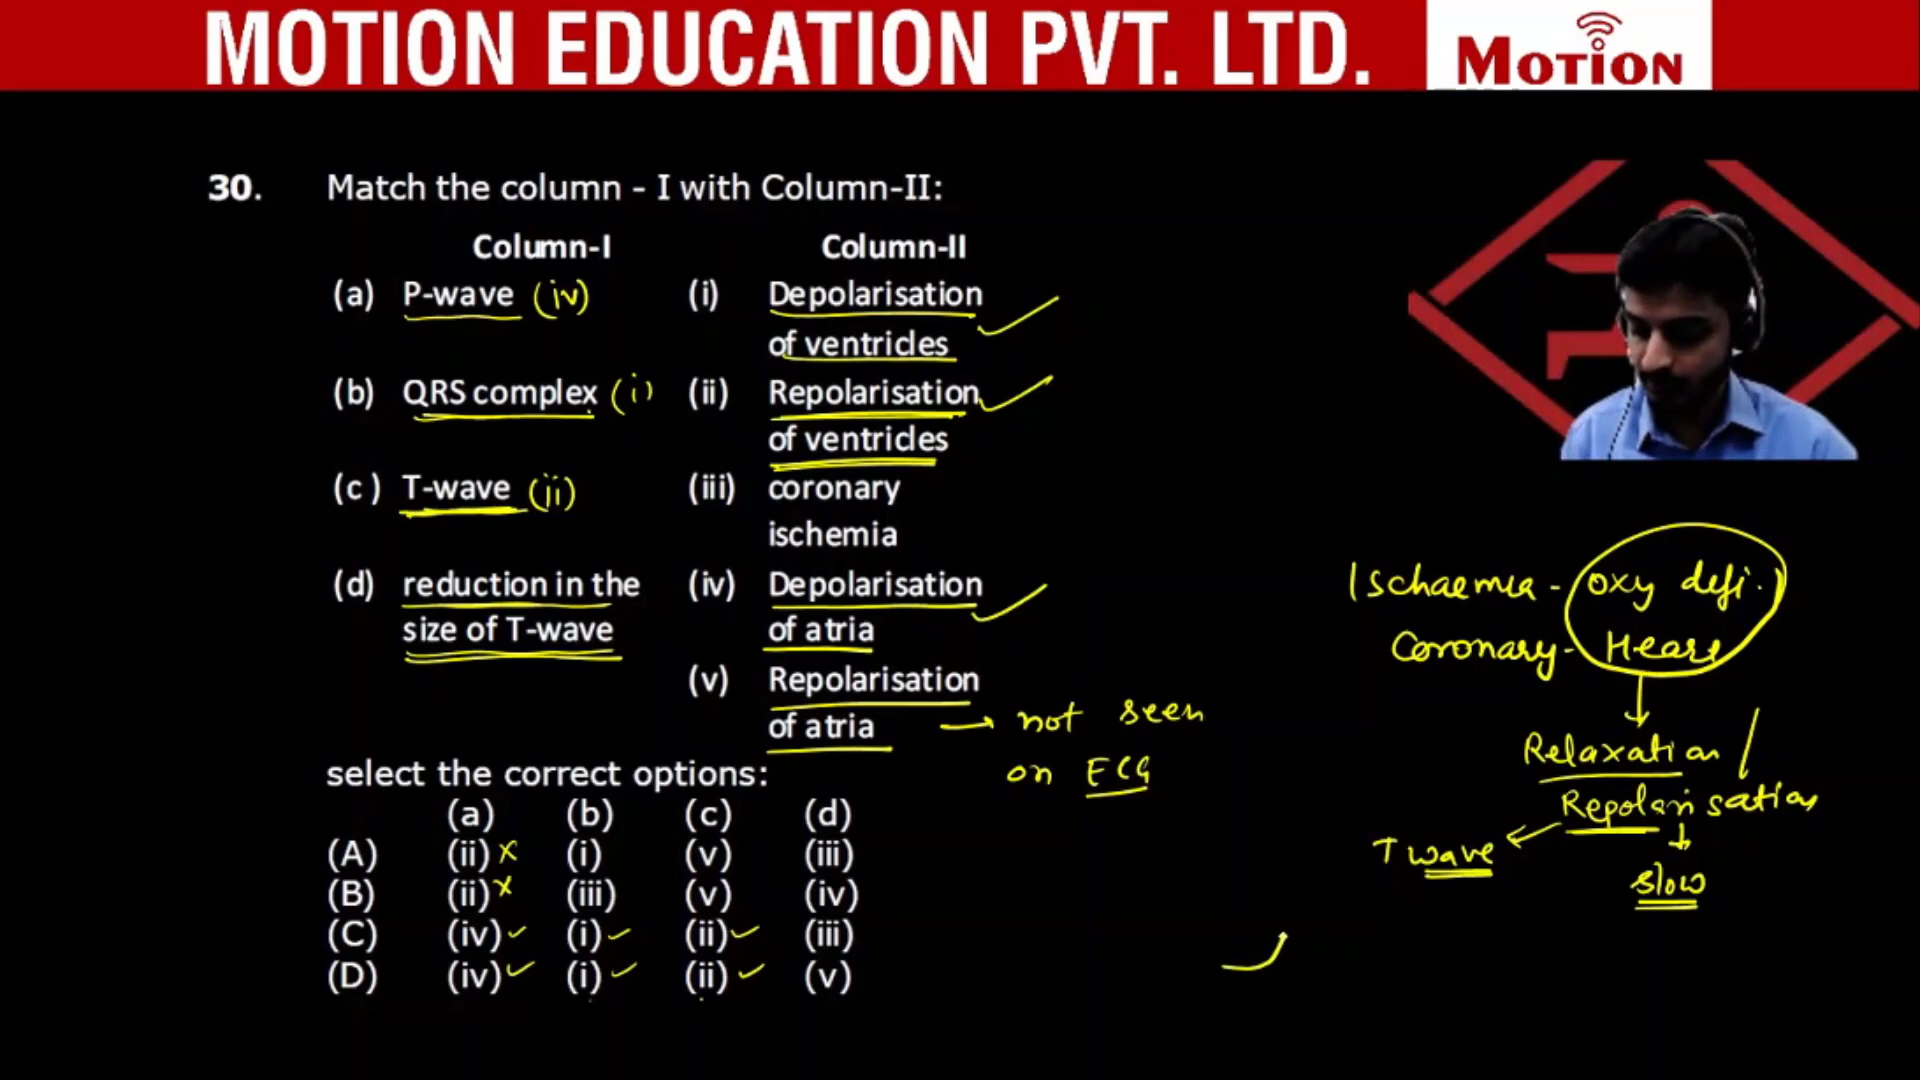 MOTION EDUCATION PVT. LTD.
MOTION
30. Match the column - I with Column-II:
Column-I Column-II
(a) P-wave (iv) (i) Depolarisation
of ventricles
(b) QRS complex (i) (ii) Repolarisation
of ventricles
(c ) T-wave (ii) (iii) coronary
ischemia
(d) reduction in the (iv) Depolarisation
size of T-wave of atria
(v) Repolarisation
of atria → not seen
on ECG
select the correct options:
(a) (b) (c) (d)
(A) (ii) x (i) (v) (iii)
(B) (ii) x (iii) (v) (iv)
(C) (iv) ✓ (i) ✓ (ii) ✓ (iii)
(D) (iv) ✓ (i) ✓ (ii) ✓ (v)
Ischaemia - oxy defi.
Coronary - Heart
Relaxation /
Repolarisation
T wave
slow